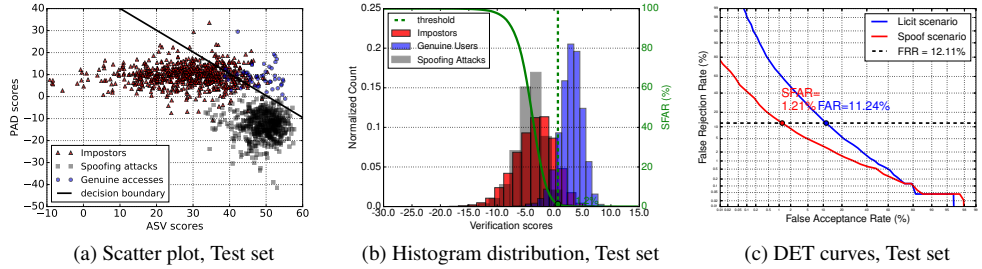 50
40
30
20
10
0
−10
−20
−30
−40
50
PAD scores
Impostors
Spoofing attacks
Genuine accesses
decision boundary
−10 0 10 20 30 40 50 60
ASV scores
(a) Scatter plot, Test set
0.25
0.2
0.15
0.10
0.05
0.00
Normalized Count
threshold
Impostors
Genuine Users
Spoofing Attacks
100
80
60
40
20
0
SFAR (%)
-30.0 -25.0 -20.0 -15.0 -10.0 -5.0 0.0 5.0 10.0 15.0
Verification scores
(b) Histogram distribution, Test set
Licit scenario
Spoof scenario
FRR = 12.11%
SFAR=
1.21%
FAR=11.24%
False Rejection Rate (%)
False Acceptance Rate (%)
(c) DET curves, Test set